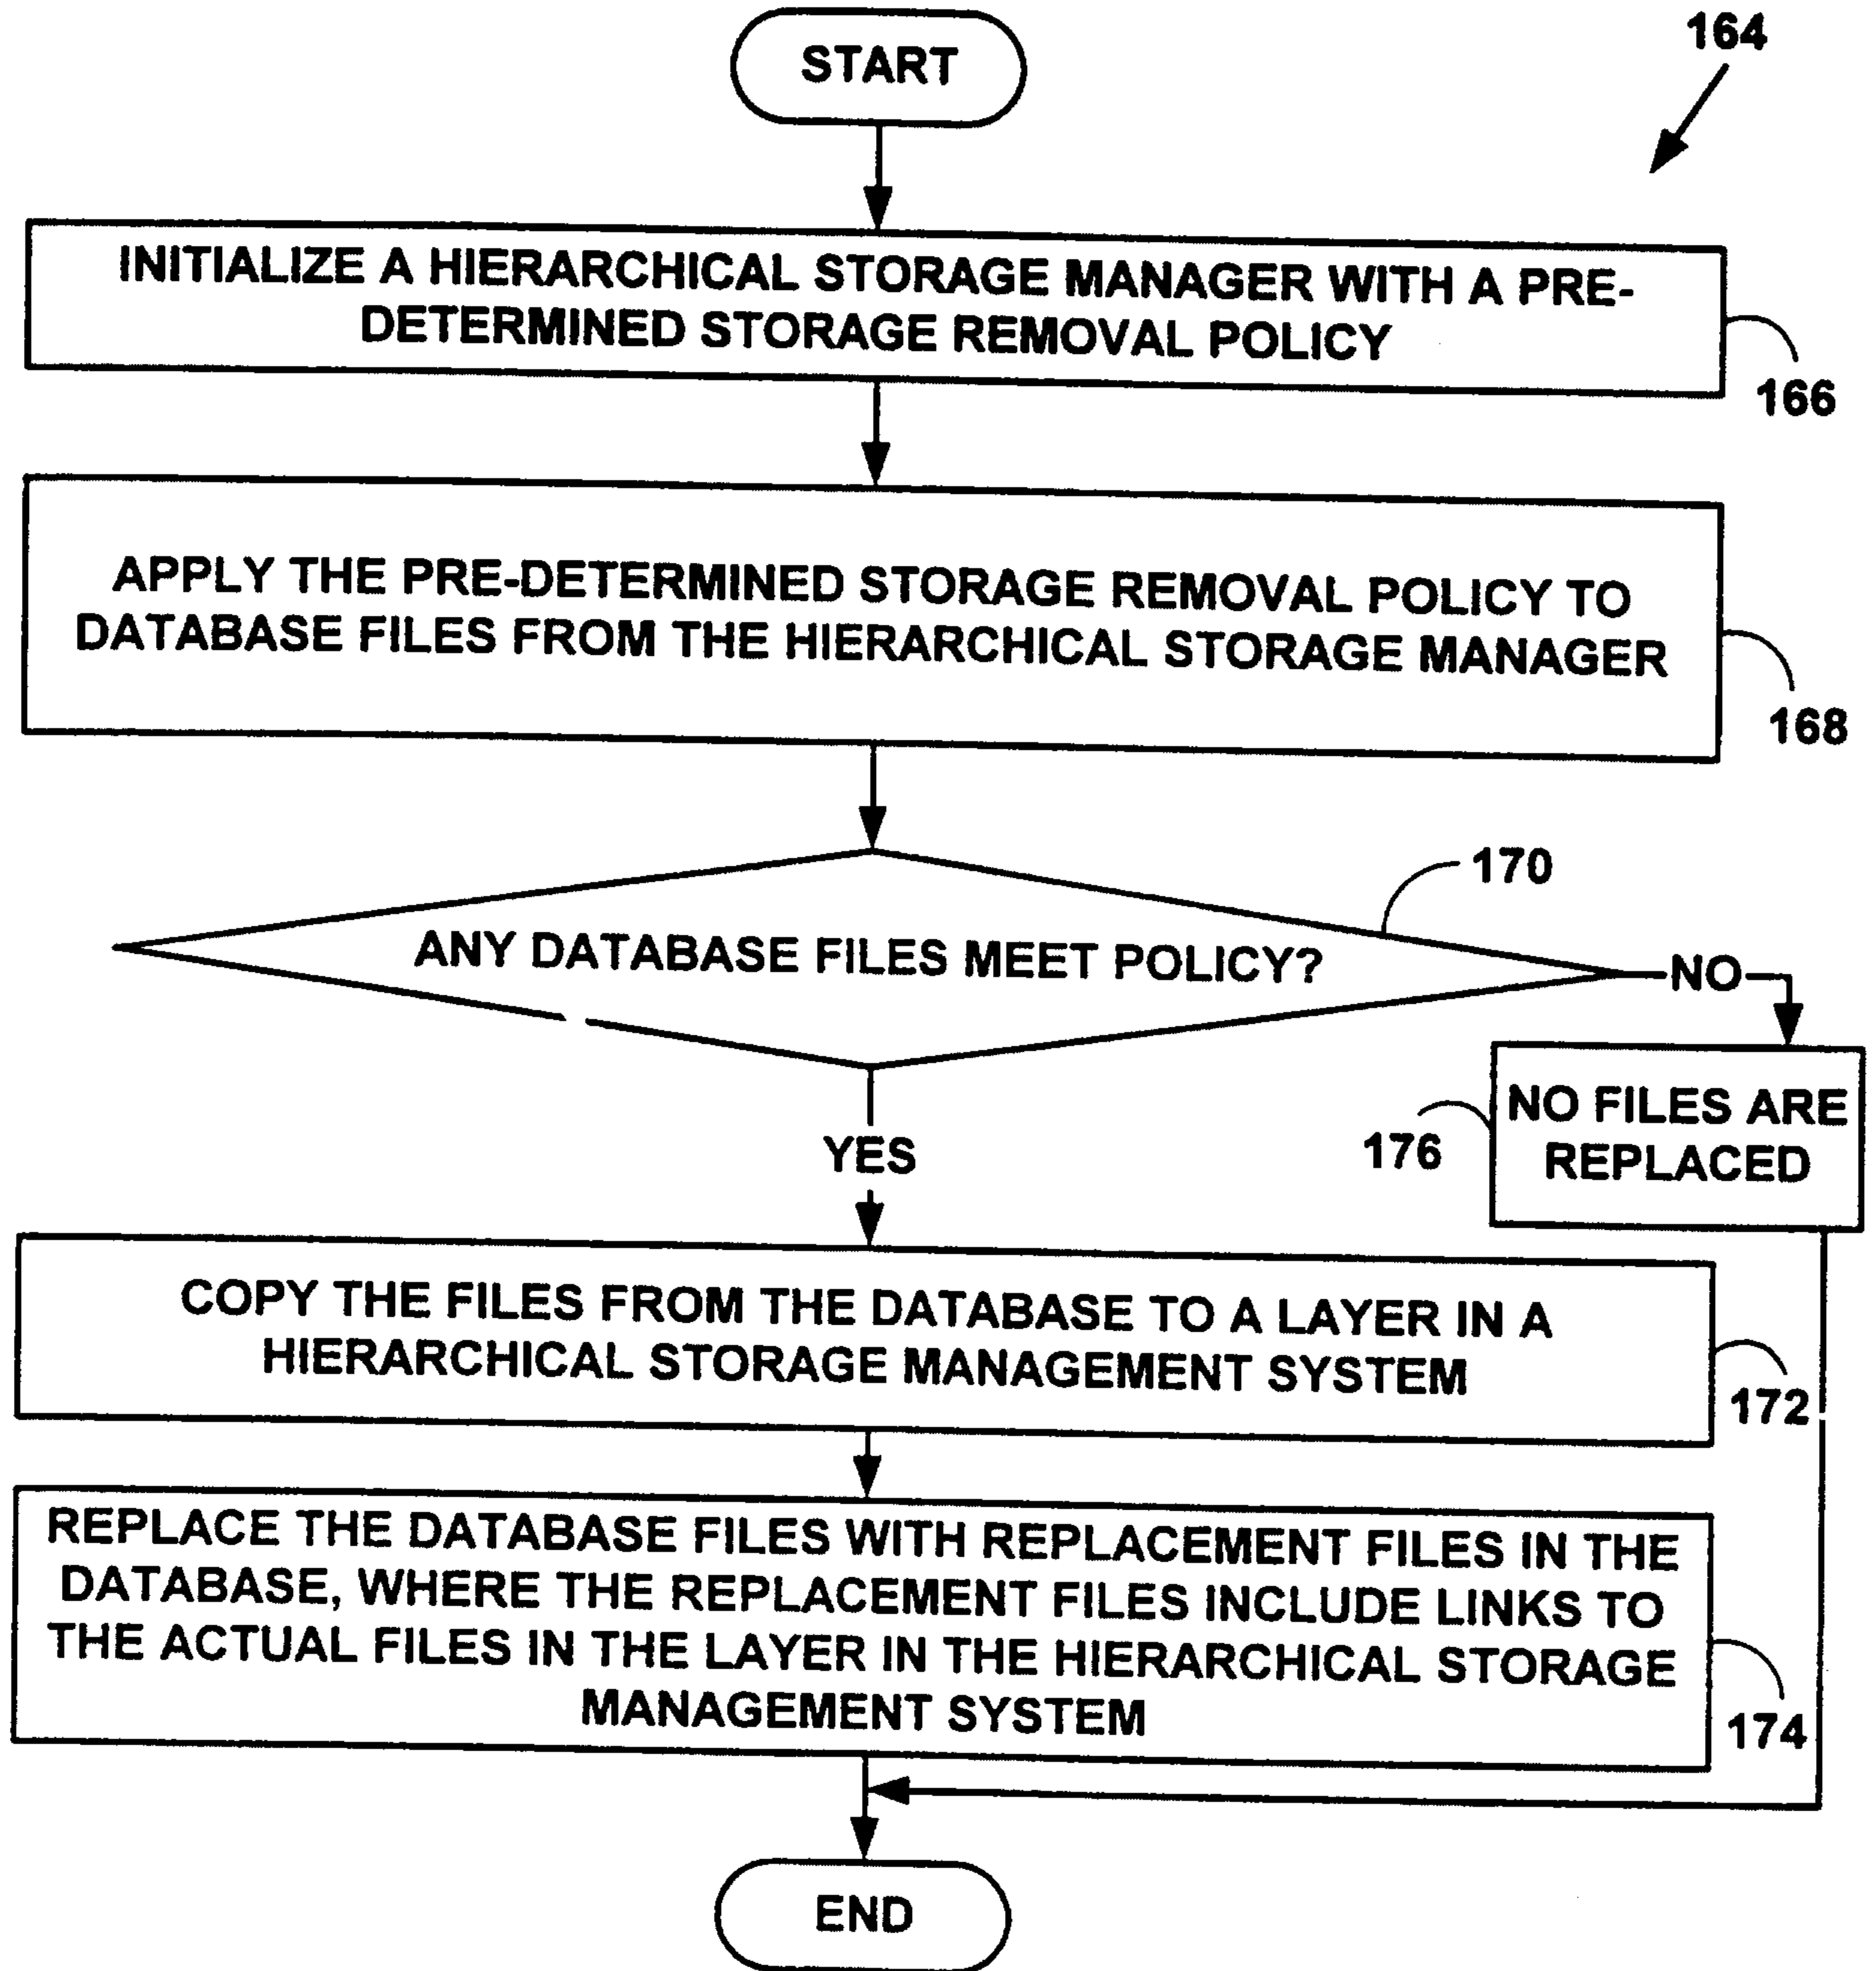 START
164
INITIALIZE A HIERARCHICAL STORAGE MANAGER WITH A PRE-
DETERMINED STORAGE REMOVAL POLICY
166
APPLY THE PRE-DETERMINED STORAGE REMOVAL POLICY TO
DATABASE FILES FROM THE HIERARCHICAL STORAGE MANAGER
168
170
ANY DATABASE FILES MEET POLICY?
NO
NO FILES ARE
REPLACED
176
YES
COPY THE FILES FROM THE DATABASE TO A LAYER IN A
HIERARCHICAL STORAGE MANAGEMENT SYSTEM
172
REPLACE THE DATABASE FILES WITH REPLACEMENT FILES IN THE
DATABASE, WHERE THE REPLACEMENT FILES INCLUDE LINKS TO
THE ACTUAL FILES IN THE LAYER IN THE HIERARCHICAL STORAGE
MANAGEMENT SYSTEM
174
END